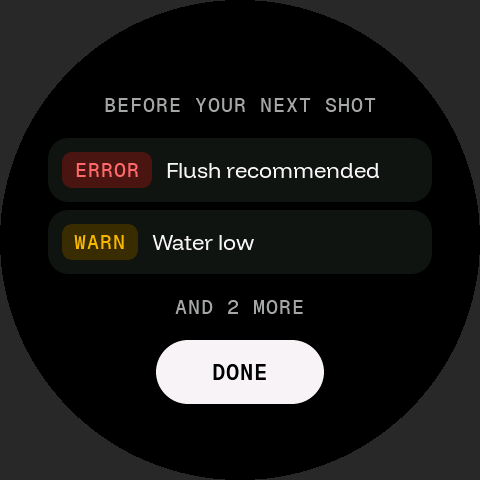 BEFORE YOUR NEXT SHOT
ERROR Flush recommended
WARN Water low
AND 2 MORE
DONE